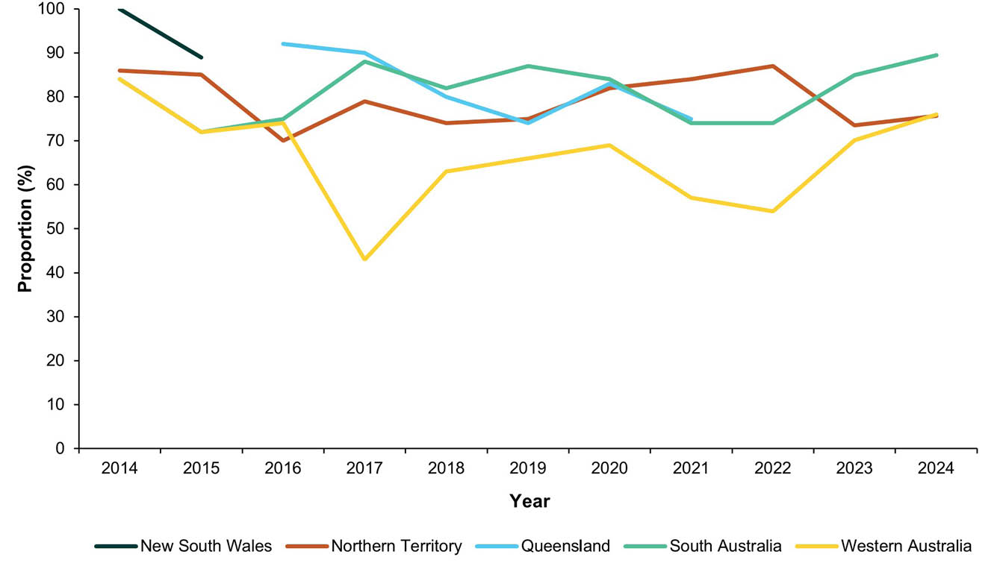 100
90
80
70
60
50
40
30
20
10
0
Proportion (%)
2014 2015 2016 2017 2018 2019 2020 2021 2022 2023 2024
Year
New South Wales Northern Territory Queensland South Australia Western Australia